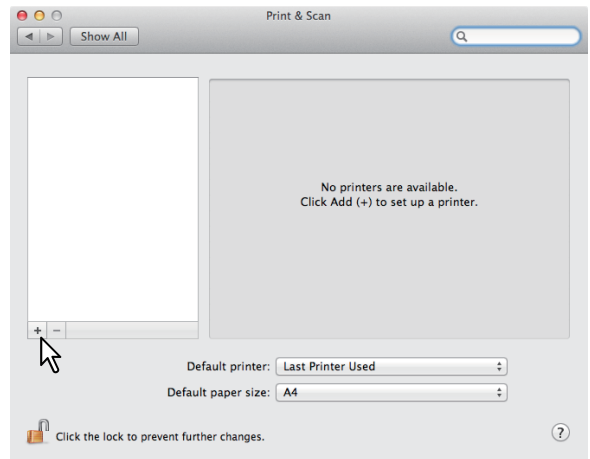 Print & Scan
Show All
No printers are available.
Click Add (+) to set up a printer.
+ −
Default printer: Last Printer Used
Default paper size: A4
Click the lock to prevent further changes.
?